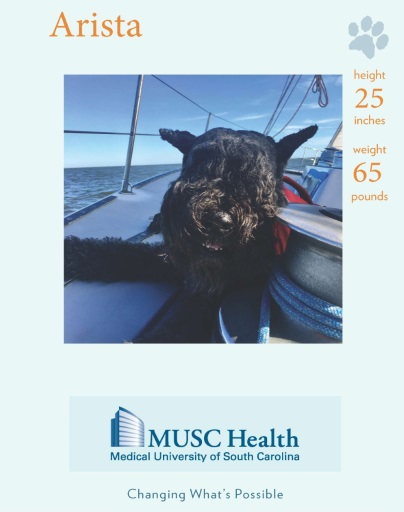 Arista
height
25
inches
weight
65
pounds
MUSC Health
Medical University of South Carolina
Changing What's Possible